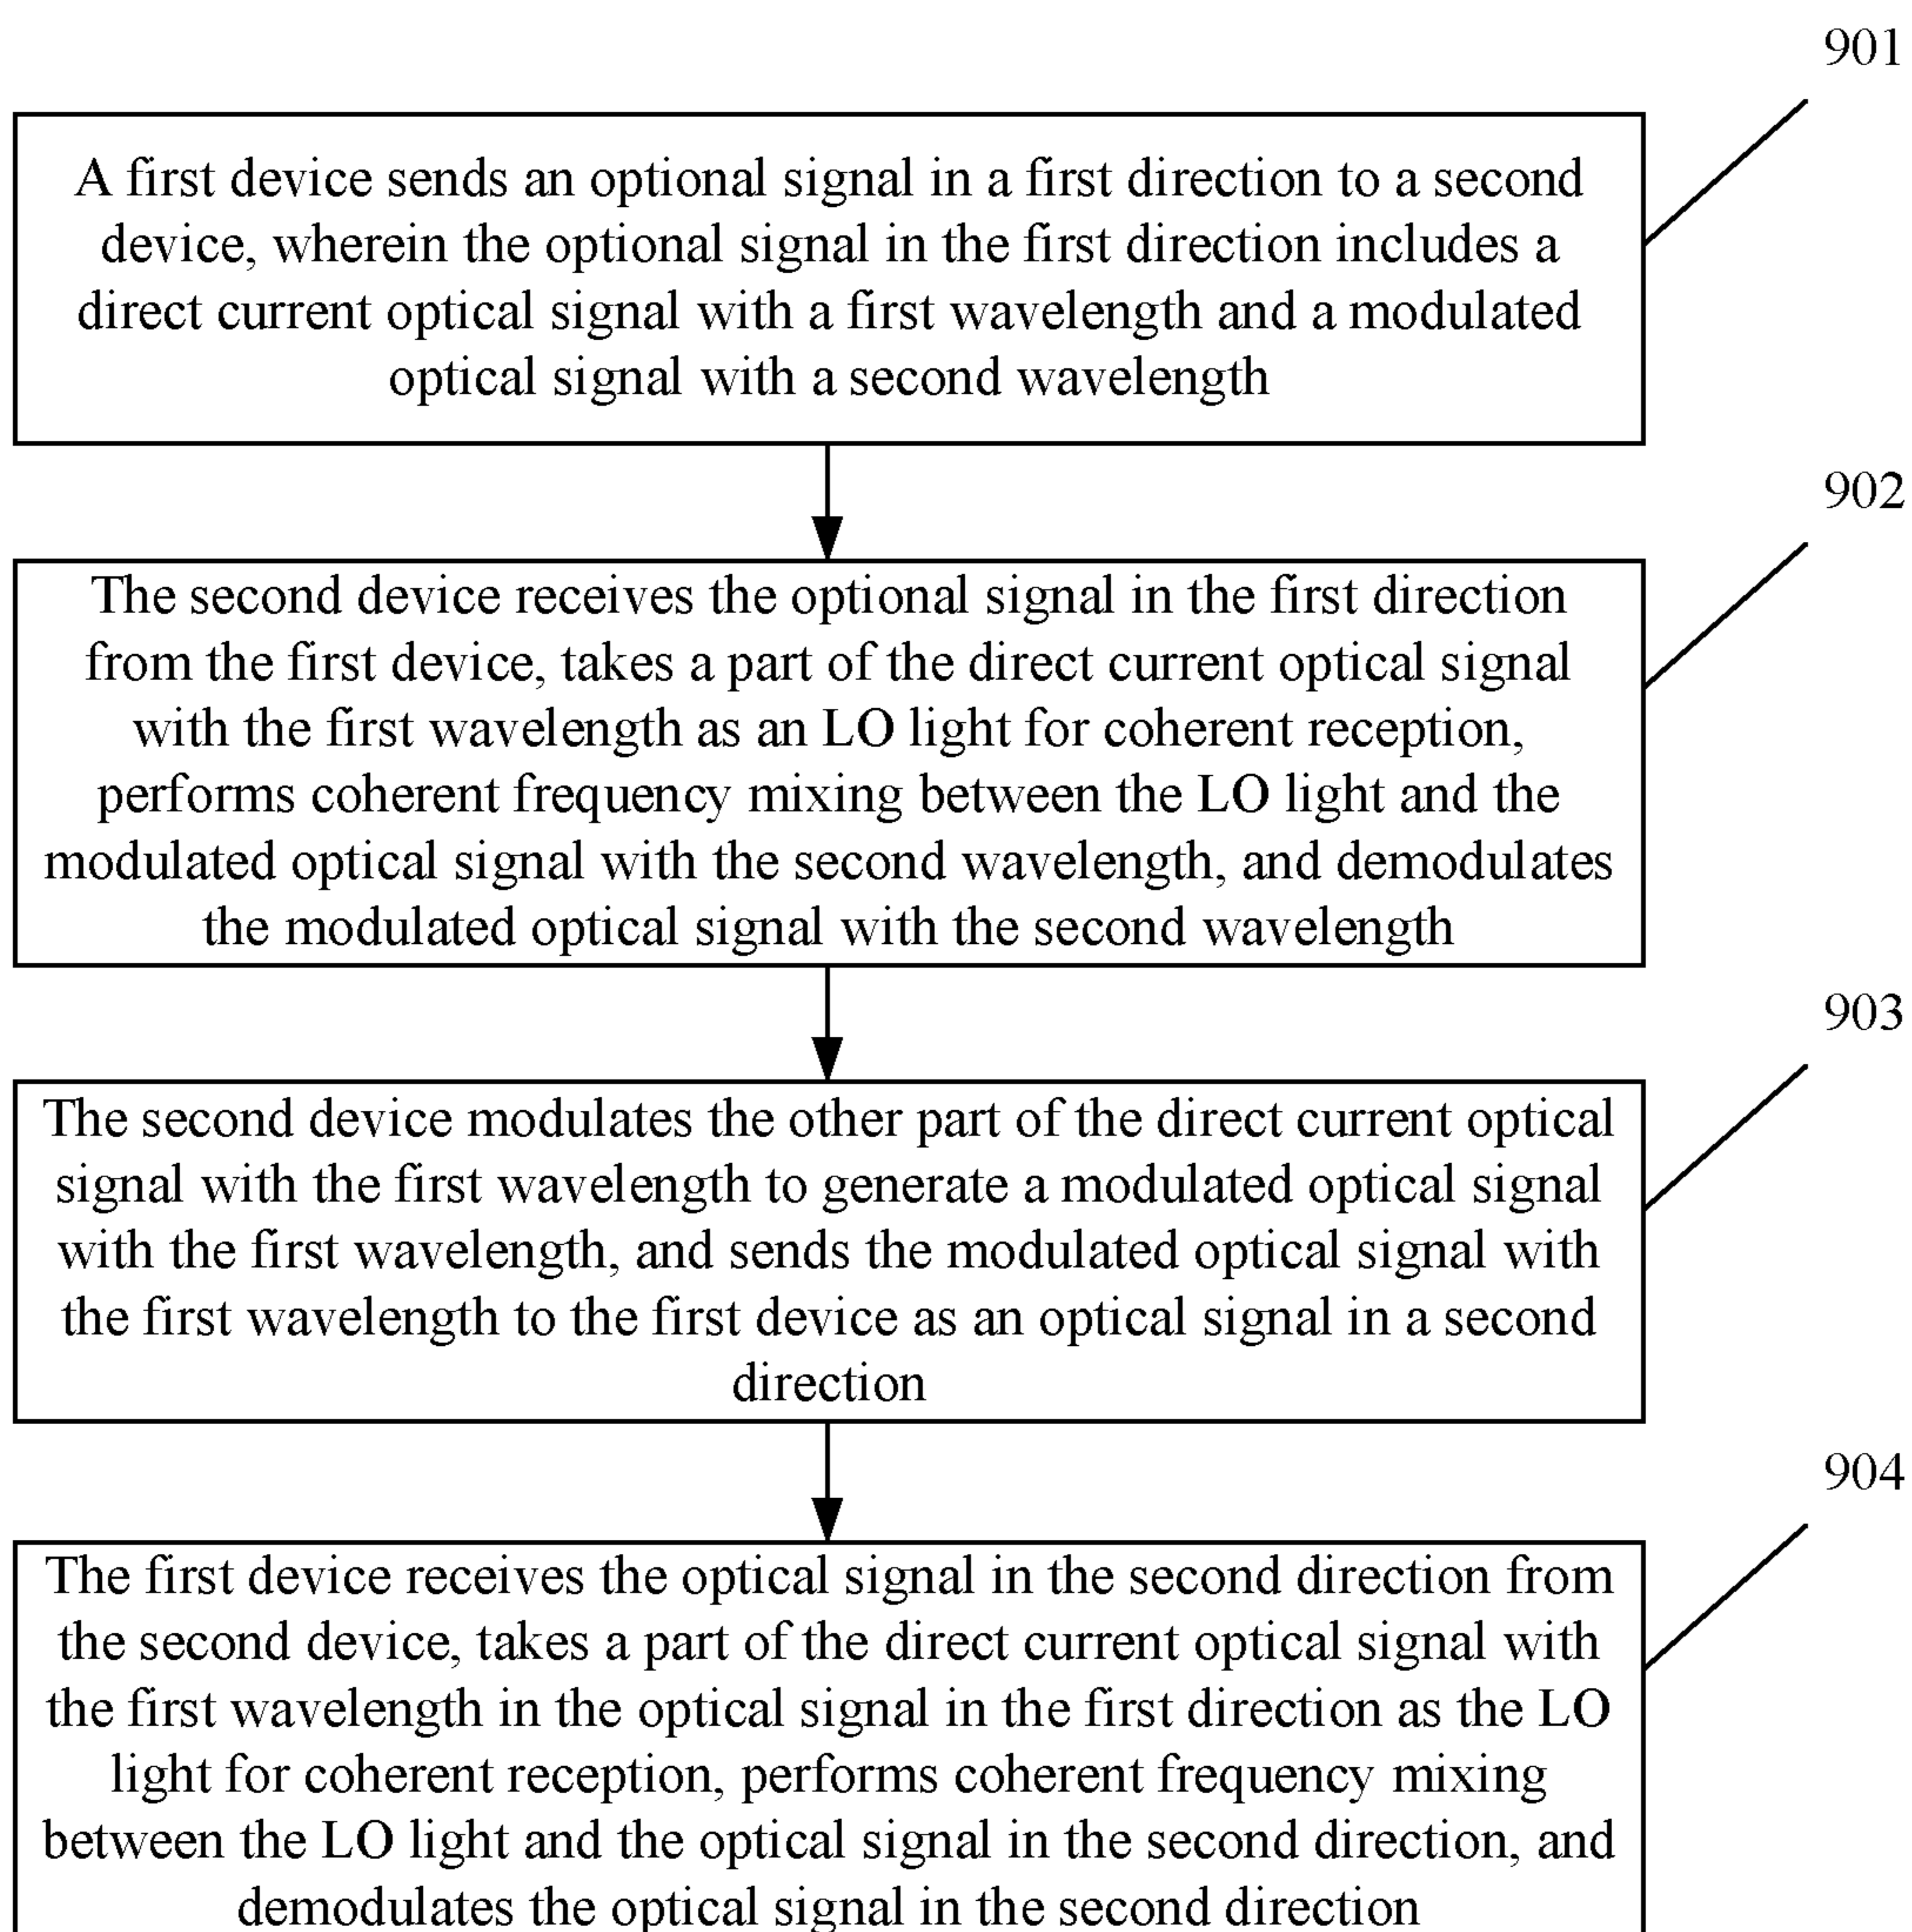 901
A first device sends an optional signal in a first direction to a second
device, wherein the optional signal in the first direction includes a
direct current optical signal with a first wavelength and a modulated
optical signal with a second wavelength
902
The second device receives the optional signal in the first direction
from the first device, takes a part of the direct current optical signal
with the first wavelength as an LO light for coherent reception,
performs coherent frequency mixing between the LO light and the
modulated optical signal with the second wavelength, and demodulates
the modulated optical signal with the second wavelength
903
The second device modulates the other part of the direct current optical
signal with the first wavelength to generate a modulated optical signal
with the first wavelength, and sends the modulated optical signal with
the first wavelength to the first device as an optical signal in a second
direction
904
The first device receives the optical signal in the second direction from
the second device, takes a part of the direct current optical signal with
the first wavelength in the optical signal in the first direction as the LO
light for coherent reception, performs coherent frequency mixing
between the LO light and the optical signal in the second direction, and
demodulates the optical signal in the second direction